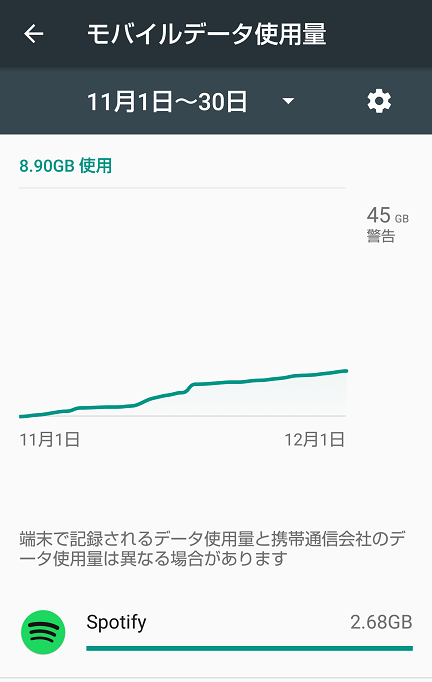 モバイルデータ使用量
11月1日～30日
8.90GB 使用
45 GB
警告
11月1日
12月1日
端末で記録されるデータ使用量と携帯通信会社のデ
ータ使用量は異なる場合があります
Spotify
2.68GB